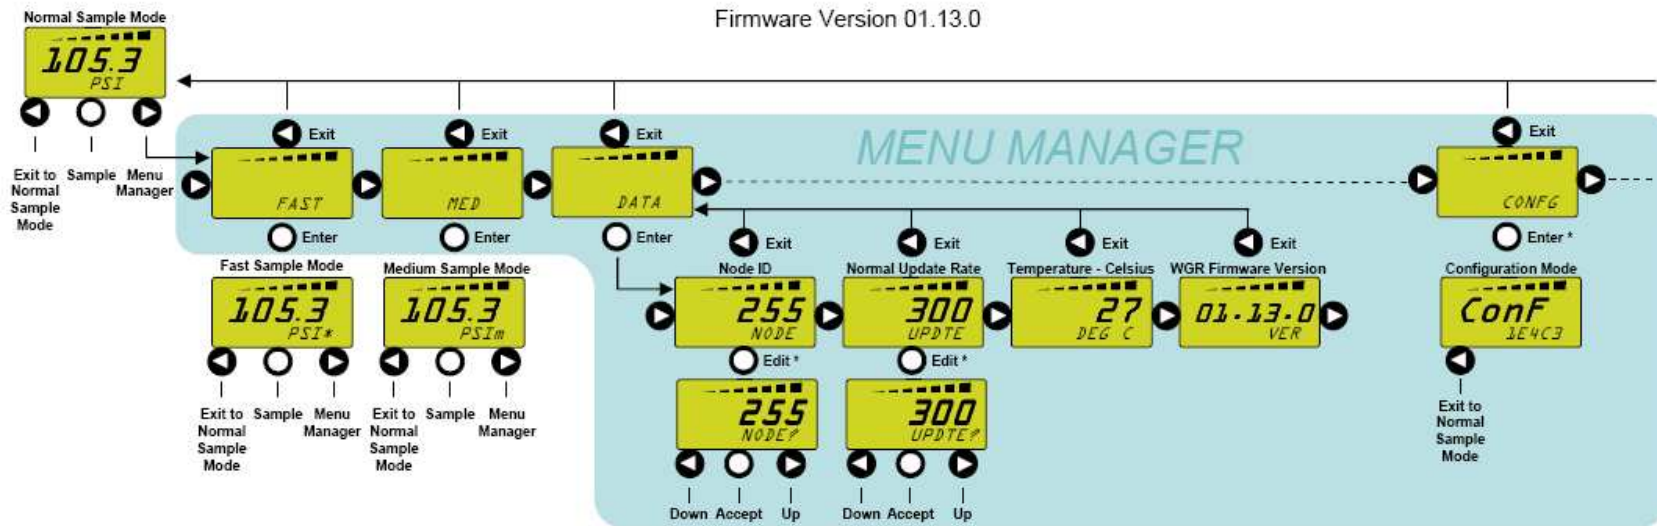 Firmware Version 01.13.0
Normal Sample Mode
105.3
PSI
Exit to Normal Sample Mode
Sample
Menu Manager
MENU MANAGER
Exit
FAST
Enter
Exit
MED
Enter
Exit
DATA
Enter
Exit
CONFG
Enter *
Fast Sample Mode
105.3
PSI*
Exit to Normal Sample Mode
Sample
Menu Manager
Medium Sample Mode
105.3
PSIm
Exit to Normal Sample Mode
Sample
Menu Manager
Exit
Node ID
255
NODE
Edit *
255
NODE?
Down Accept Up
Exit
Normal Update Rate
300
UPDTE
Edit *
300
UPDTE?
Down Accept Up
Exit
Temperature - Celsius
27
DEG C
Exit
WGR Firmware Version
01.13.0
VER
Configuration Mode
ConF
1E4C3
Exit to Normal Sample Mode